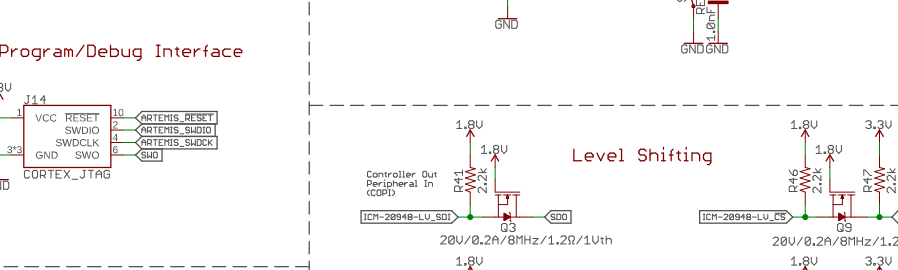 GND
RE
1.0nF
GND
GND
Program/Debug Interface
J14
1
VCC
RESET
10
ARTEMIS_RESET
SWDIO
2
ARTEMIS_SWDIO
SWDCLK
4
ARTEMIS_SWDCK
3*3
GND
SWO
6
SWO
CORTEX_JTAG
Level Shifting
Controller Out
Peripheral In
(COPI)
1.8V
1.8V
R41
2.2k
ICM-20948-LV_SDI
SDO
Q3
20V/0.2A/8MHz/1.2Ω/1Vth
1.8V
1.8V
1.8V
3.3V
R46
2.2k
R47
2.2k
ICM-20948-LV_CS
Q9
20V/0.2A/8MHz/1.2
1.8V
3.3V